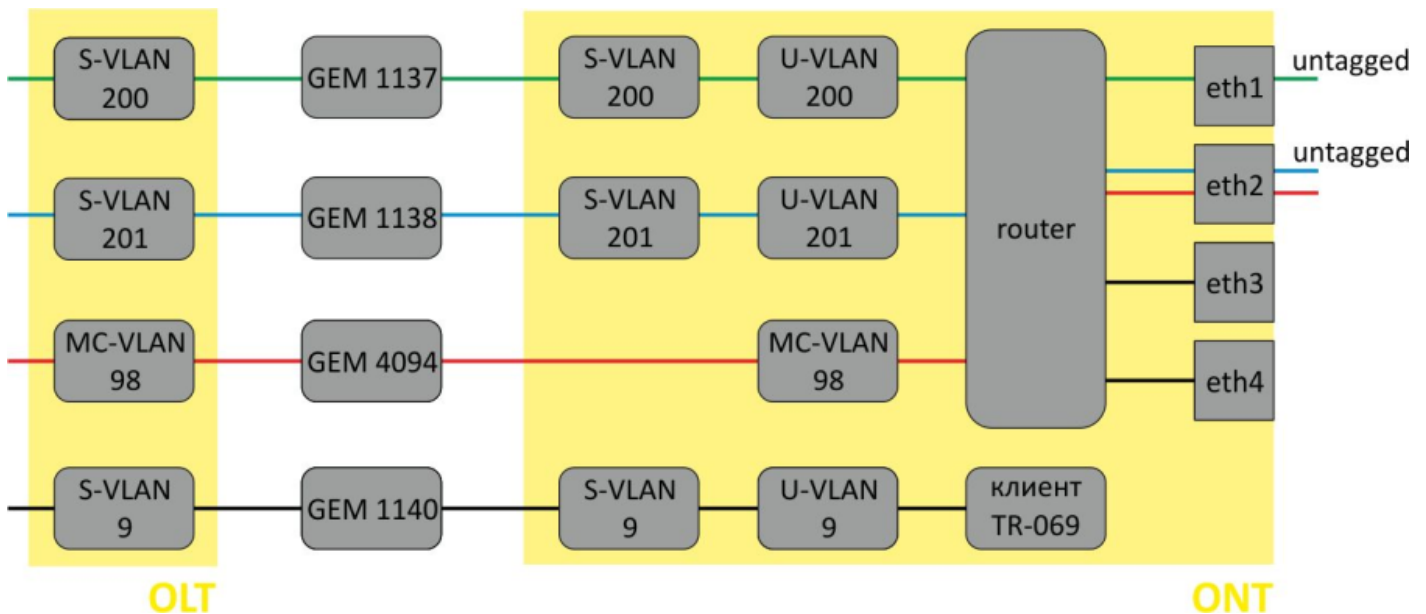 S-VLAN
200
GEM 1137
S-VLAN
200
U-VLAN
200
eth1
untagged
S-VLAN
201
GEM 1138
S-VLAN
201
U-VLAN
201
router
eth2
untagged
eth3
MC-VLAN
98
GEM 4094
MC-VLAN
98
eth4
S-VLAN
9
GEM 1140
S-VLAN
9
U-VLAN
9
клиент
TR-069
OLT
ONT